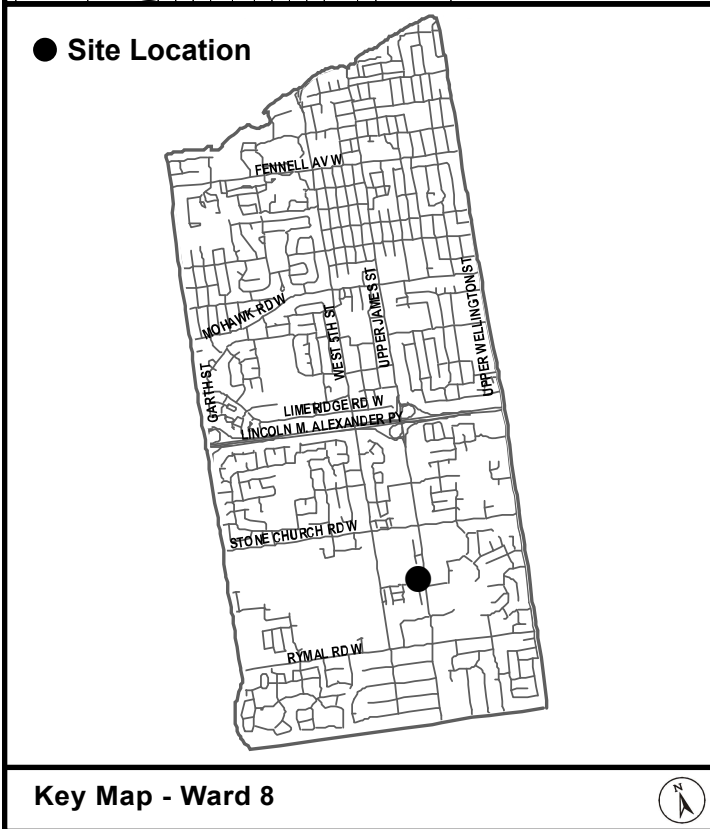 Site Location
FENNELL AV W
MOHAWK RD W
WEST 5TH ST
UPPER JAMES ST
UPPER WELLINGTON ST
GARTH ST
LIMERIDGE RD W
LINCOLN M. ALEXANDER PY
STONE CHURCH RD W
RYMAL RD W
Key Map - Ward 8
N